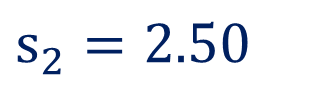 s₂ = 2.50